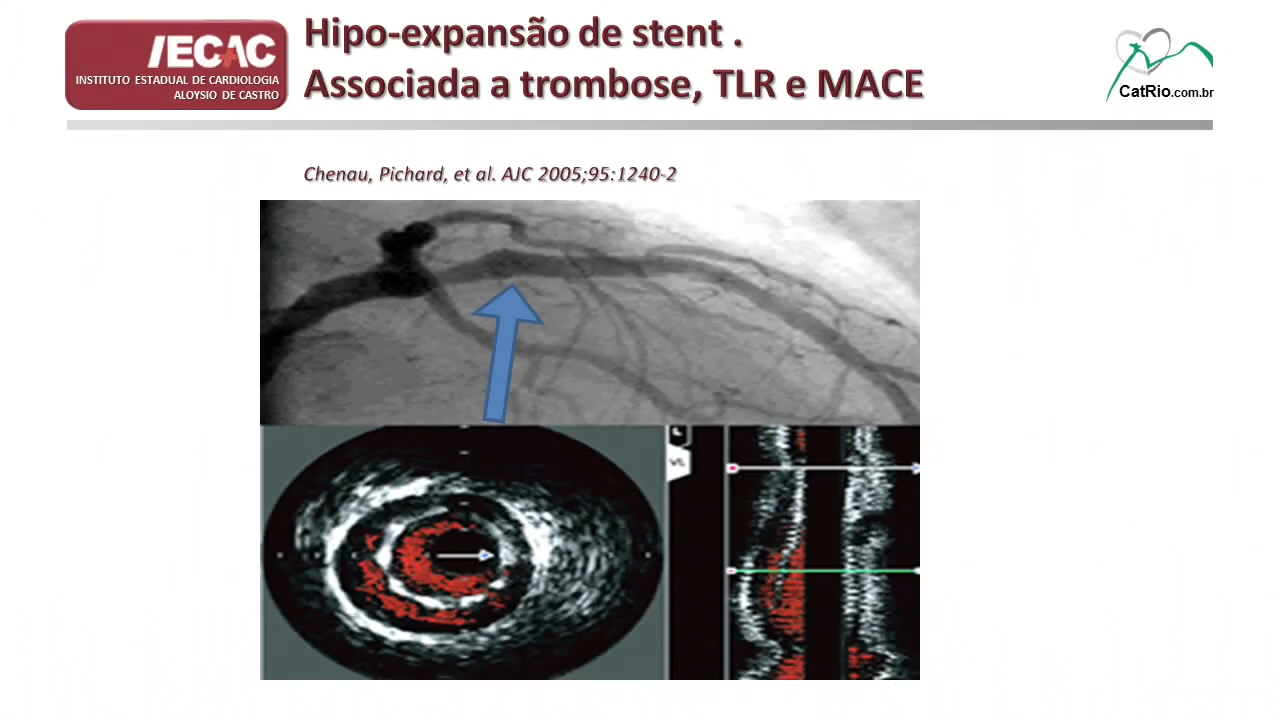 IECAC
INSTITUTO ESTADUAL DE CARDIOLOGIA
ALOYSIO DE CASTRO
Hipo-expansão de stent .
Associada a trombose, TLR e MACE
CatRio.com.br
Chenau, Pichard, et al. AJC 2005;95:1240-2